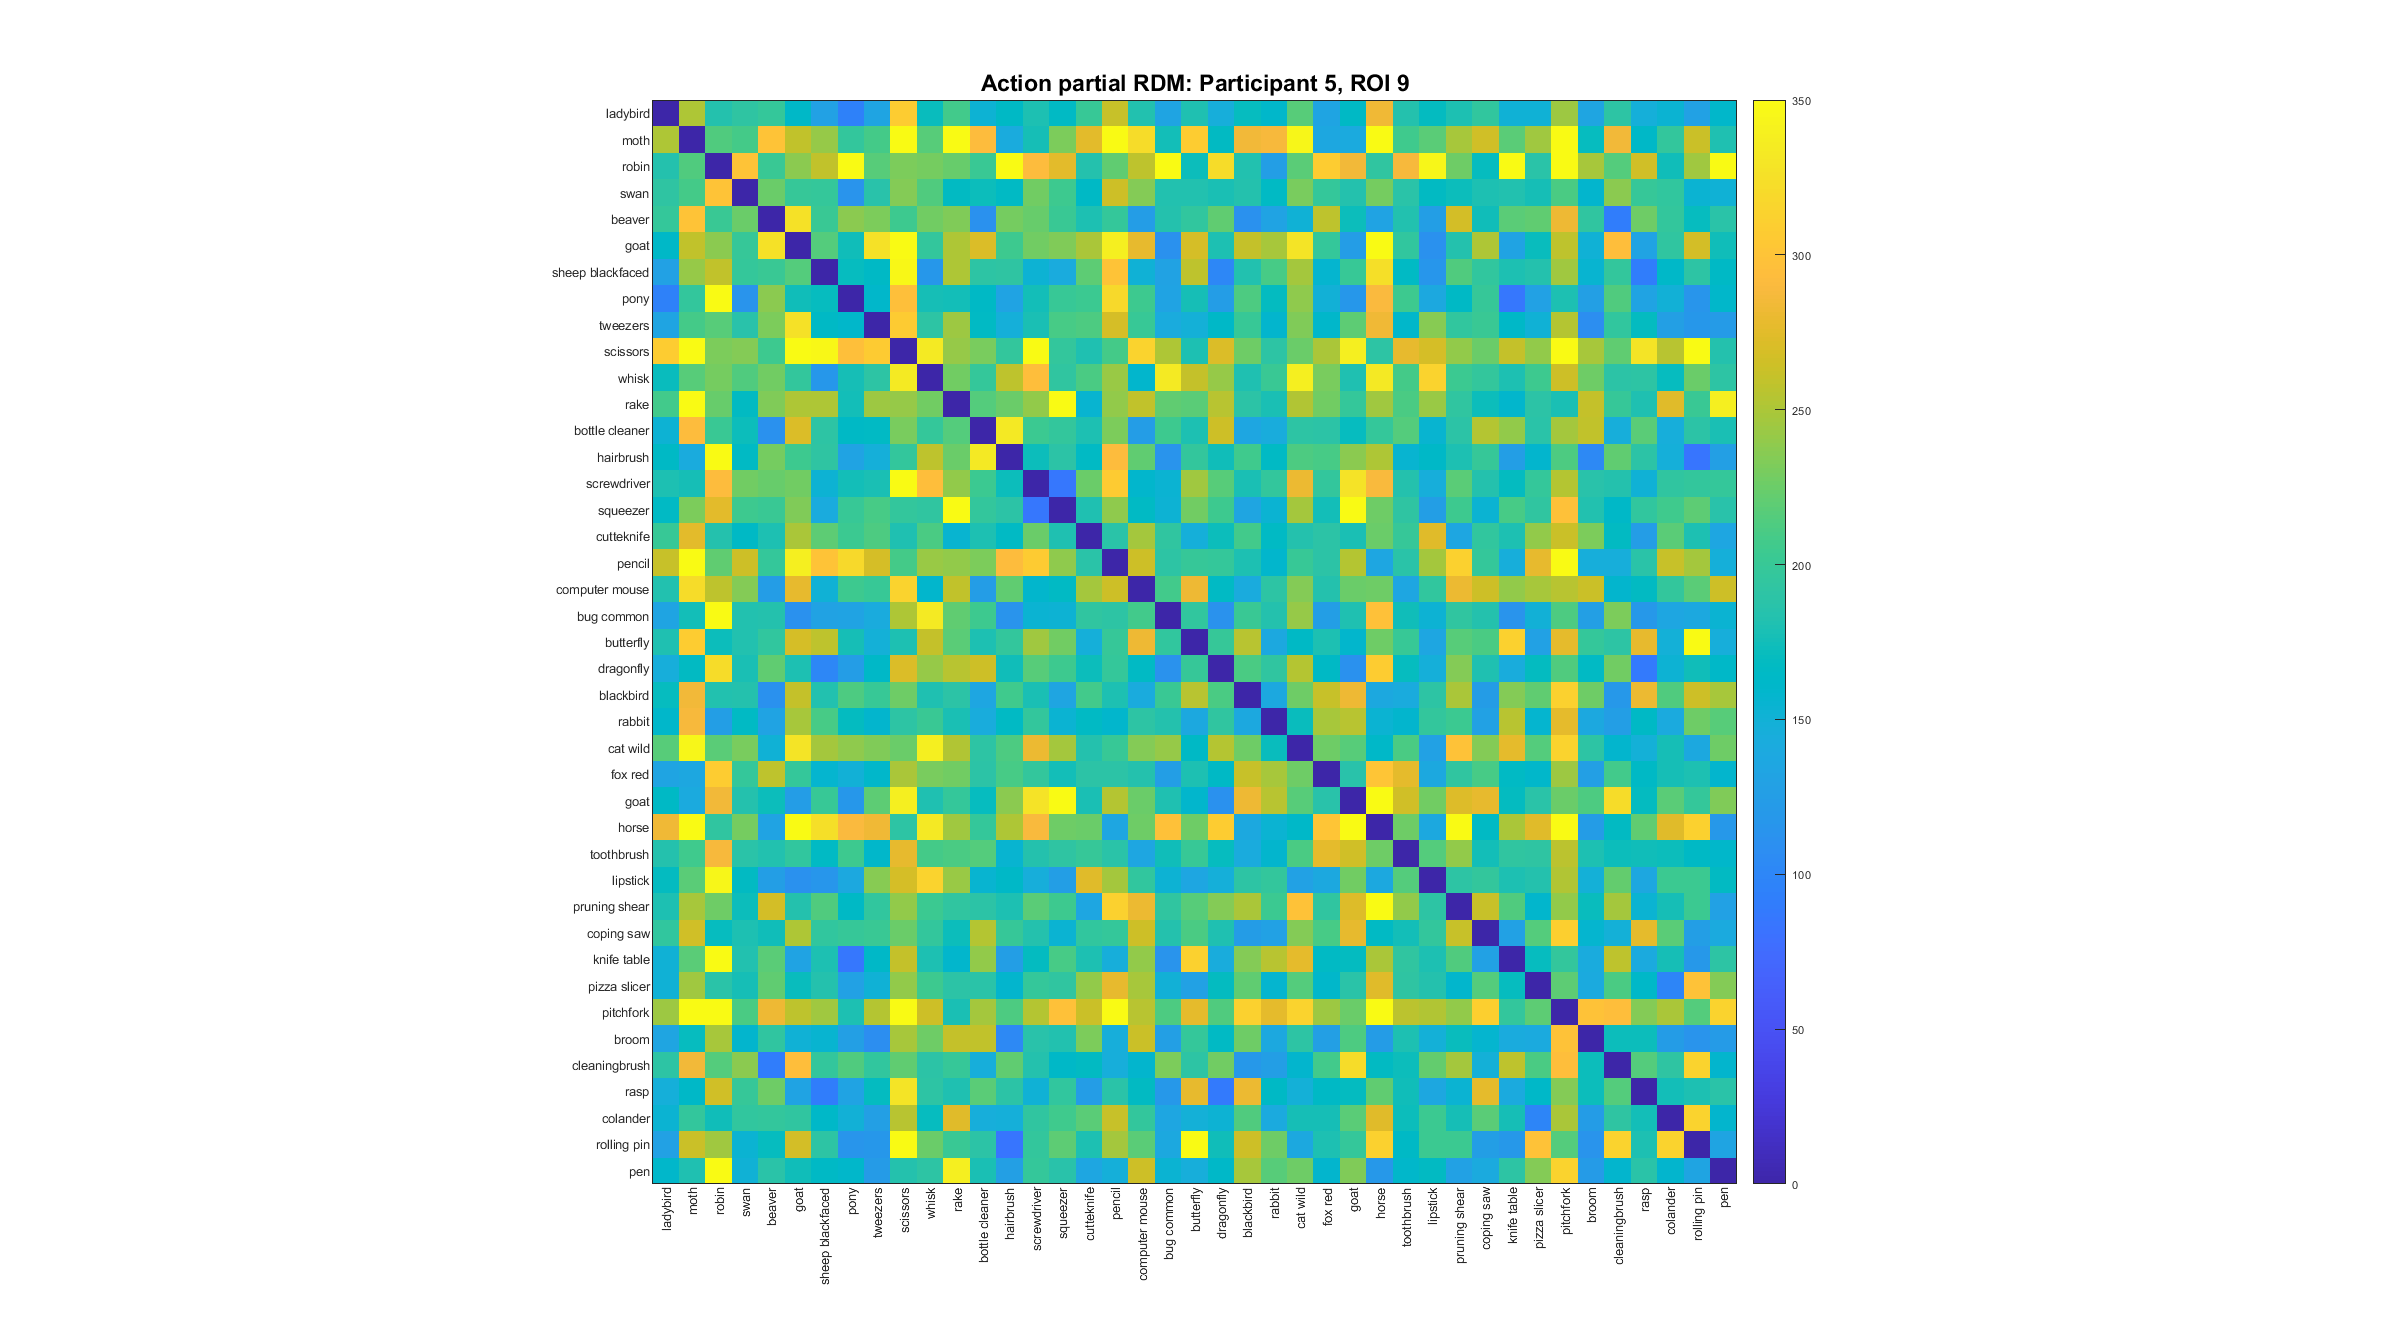 Action partial RDM: Participant 5, ROI 9
ladybird
moth
robin
swan
beaver
goat
sheep blackfaced
pony
tweezers
scissors
whisk
rake
bottle cleaner
hairbrush
screwdriver
squeezer
cutteknife
pencil
computer mouse
bug common
butterfly
dragonfly
blackbird
rabbit
cat wild
fox red
goat
horse
toothbrush
lipstick
pruning shear
coping saw
knife table
pizza slicer
pitchfork
broom
cleaningbrush
rasp
colander
rolling pin
pen
ladybird
moth
robin
swan
beaver
goat
sheep blackfaced
pony
tweezers
scissors
whisk
rake
bottle cleaner
hairbrush
screwdriver
squeezer
cutteknife
pencil
computer mouse
bug common
butterfly
dragonfly
blackbird
rabbit
cat wild
fox red
goat
horse
toothbrush
lipstick
pruning shear
coping saw
knife table
pizza slicer
pitchfork
broom
cleaningbrush
rasp
colander
rolling pin
pen
350
300
250
200
150
100
50
0